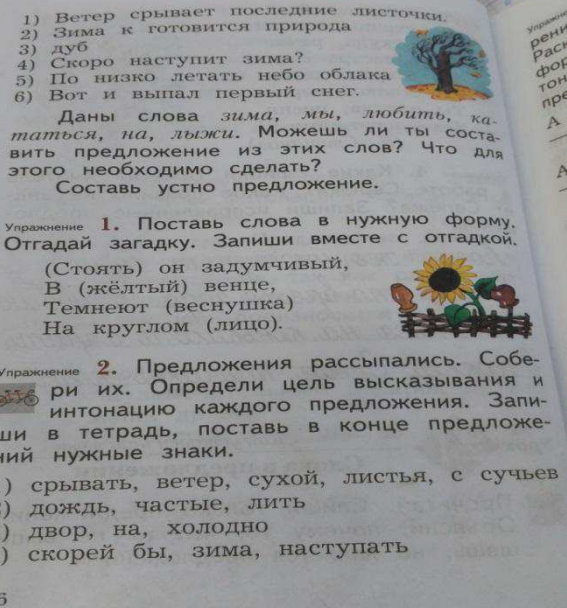 1) Ветер срывает последние листочки.
2) Зима к готовится природа
3) дуб
4) Скоро наступит зима?
5) По низко летать небо облака
6) Вот и выпал первый снег.
Даны слова зима, мы, любить, ка-
таться, на, лыжи. Можешь ли ты соста-
вить предложение из этих слов? Что для
этого необходимо сделать?
Составь устно предложение.
Упражнение 1. Поставь слова в нужную форму.
Отгадай загадку. Запиши вместе с отгадкой.
(Стоять) он задумчивый,
В (жёлтый) венце,
Темнеют (веснушка)
На круглом (лицо).
Упражнение 2. Предложения рассыпались. Собе-
ри их. Определи цель высказывания и
интонацию каждого предложения. Запи-
ши в тетрадь, поставь в конце предложе-
ний нужные знаки.
) срывать, ветер, сухой, листья, с сучьев
) дождь, частые, лить
) двор, на, холодно
) скорей бы, зима, наступать